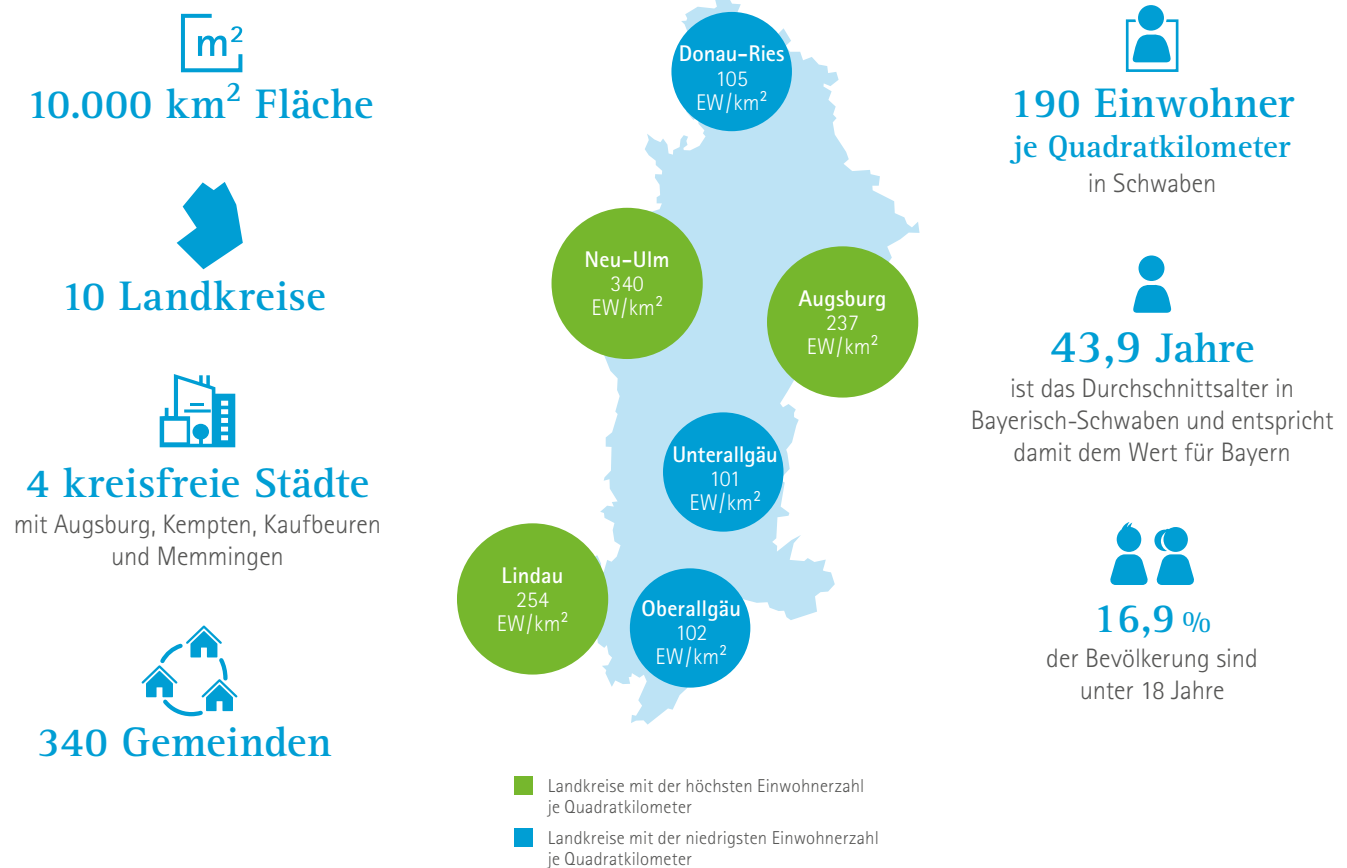 m²
10.000 km² Fläche
10 Landkreise
4 kreisfreie Städte
mit Augsburg, Kempten, Kaufbeuren
und Memmingen
340 Gemeinden
Donau-Ries
105
EW/km²
Neu-Ulm
340
EW/km²
Augsburg
237
EW/km²
Unterallgäu
101
EW/km²
Lindau
254
EW/km²
Oberallgäu
102
EW/km²
Landkreise mit der höchsten Einwohnerzahl
je Quadratkilometer
Landkreise mit der niedrigsten Einwohnerzahl
je Quadratkilometer
190 Einwohner
je Quadratkilometer
in Schwaben
43,9 Jahre
ist das Durchschnittsalter in
Bayerisch-Schwaben und entspricht
damit dem Wert für Bayern
16,9 %
der Bevölkerung sind
unter 18 Jahre